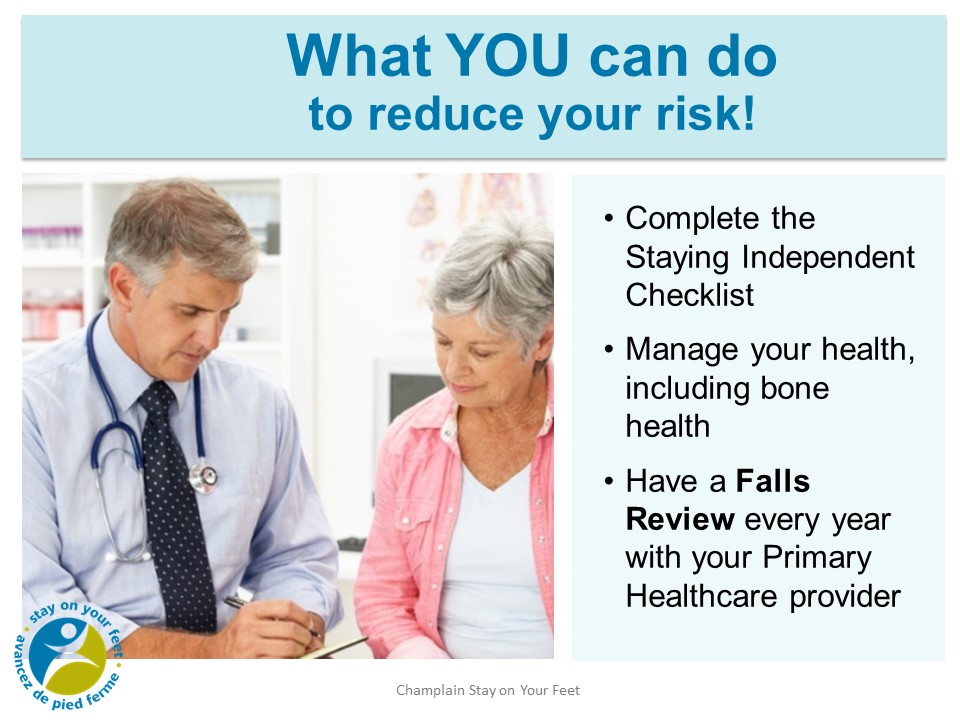 What YOU can do
to reduce your risk!
• Complete the
Staying Independent
Checklist
• Manage your health,
including bone
health
• Have a Falls
Review every year
with your Primary
Healthcare provider
stay on your feet
avancez de pied ferme
Champlain Stay on Your Feet